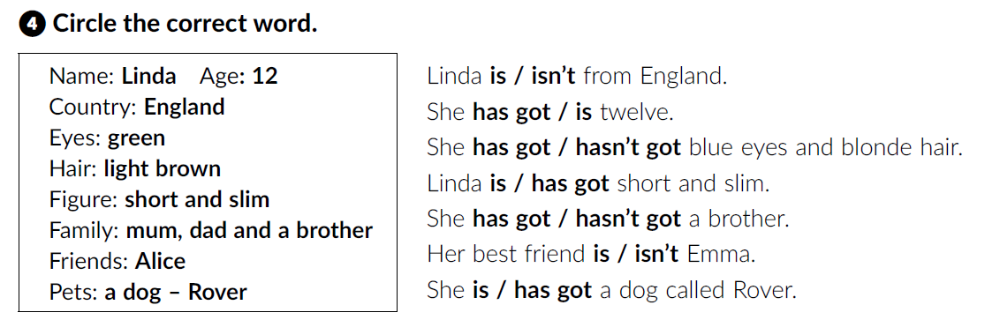 4 Circle the correct word.
Name: Linda Age: 12
Country: England
Eyes: green
Hair: light brown
Figure: short and slim
Family: mum, dad and a brother
Friends: Alice
Pets: a dog – Rover
Linda is / isn’t from England.
She has got / is twelve.
She has got / hasn’t got blue eyes and blonde hair.
Linda is / has got short and slim.
She has got / hasn’t got a brother.
Her best friend is / isn’t Emma.
She is / has got a dog called Rover.